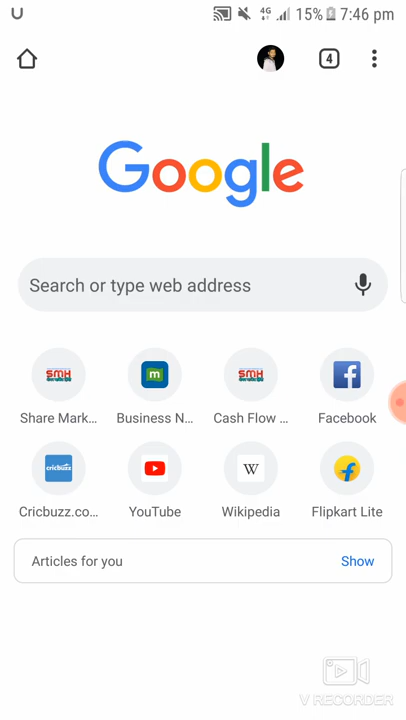 4G 15% 7:46 pm
4
Google
Search or type web address
SMH
m
SMH
f
Share Mark...
Business N...
Cash Flow ...
Facebook
cricbuzz
W
f
Cricbuzz.co...
YouTube
Wikipedia
Flipkart Lite
Articles for you
Show
V RECORDER